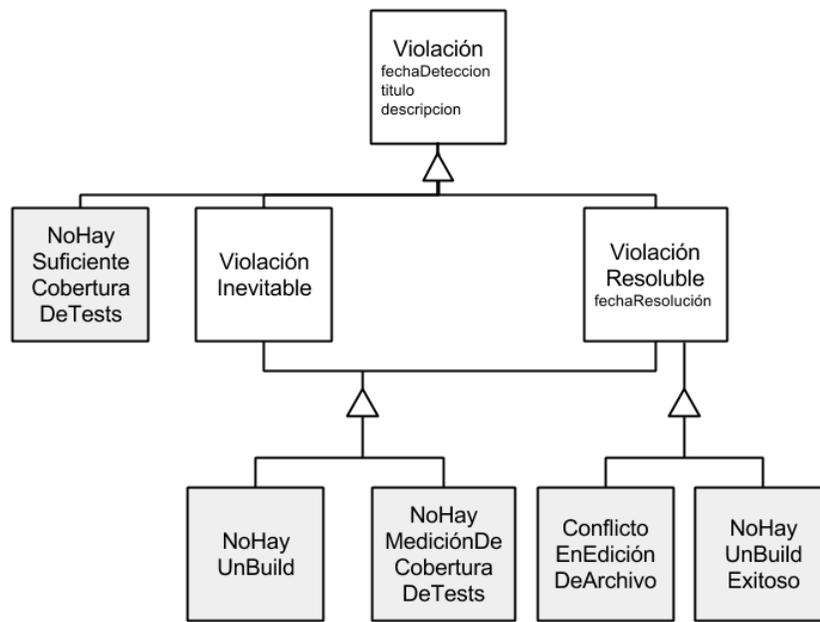 Violación
fechaDeteccion
titulo
descripcion
NoHay
Suficiente
Cobertura
DeTests
Violación
Inevitable
Violación
Resoluble
fechaResolución
NoHay
UnBuild
NoHay
MediciónDe
Cobertura
DeTests
Conflicto
EnEdición
DeArchivo
NoHay
UnBuild
Exitoso